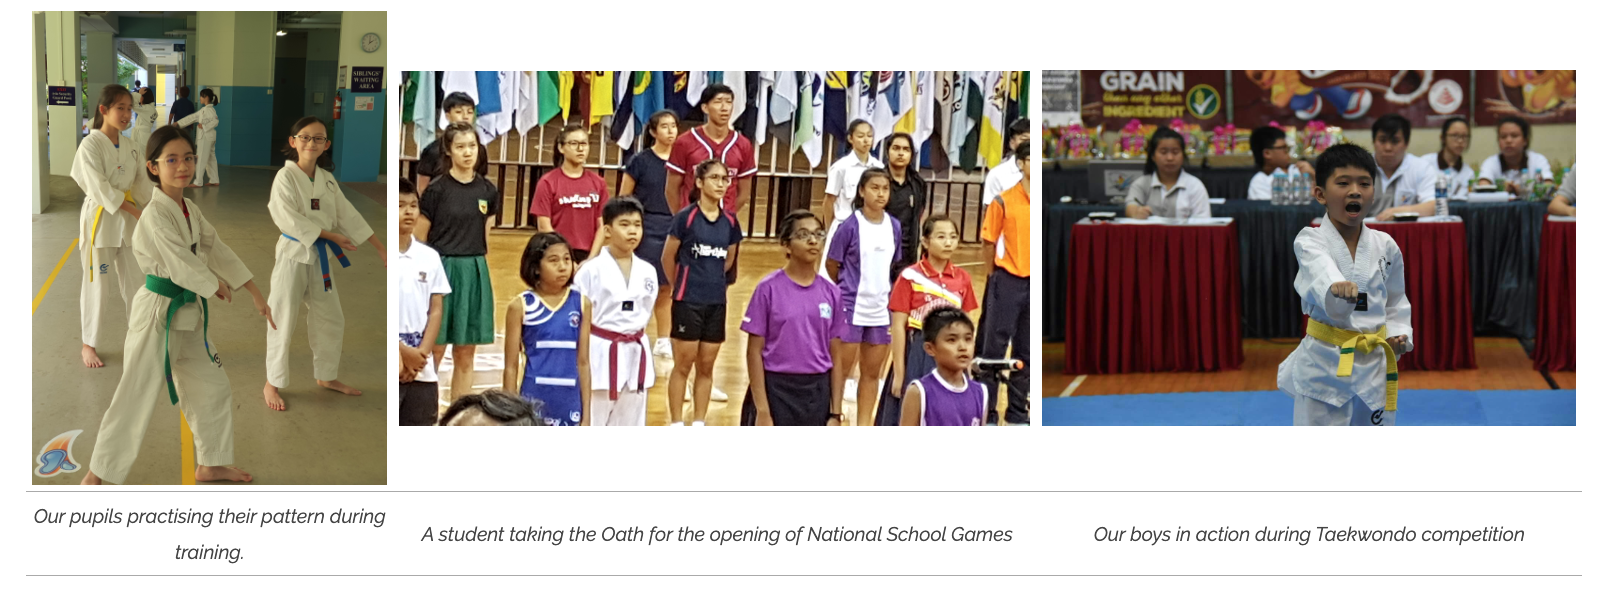 SIBLINGS'
WAITING
AREA
GRAIN
INGREDIENT
Our pupils practising their pattern during
training.
A student taking the Oath for the opening of National School Games
Our boys in action during Taekwondo competition